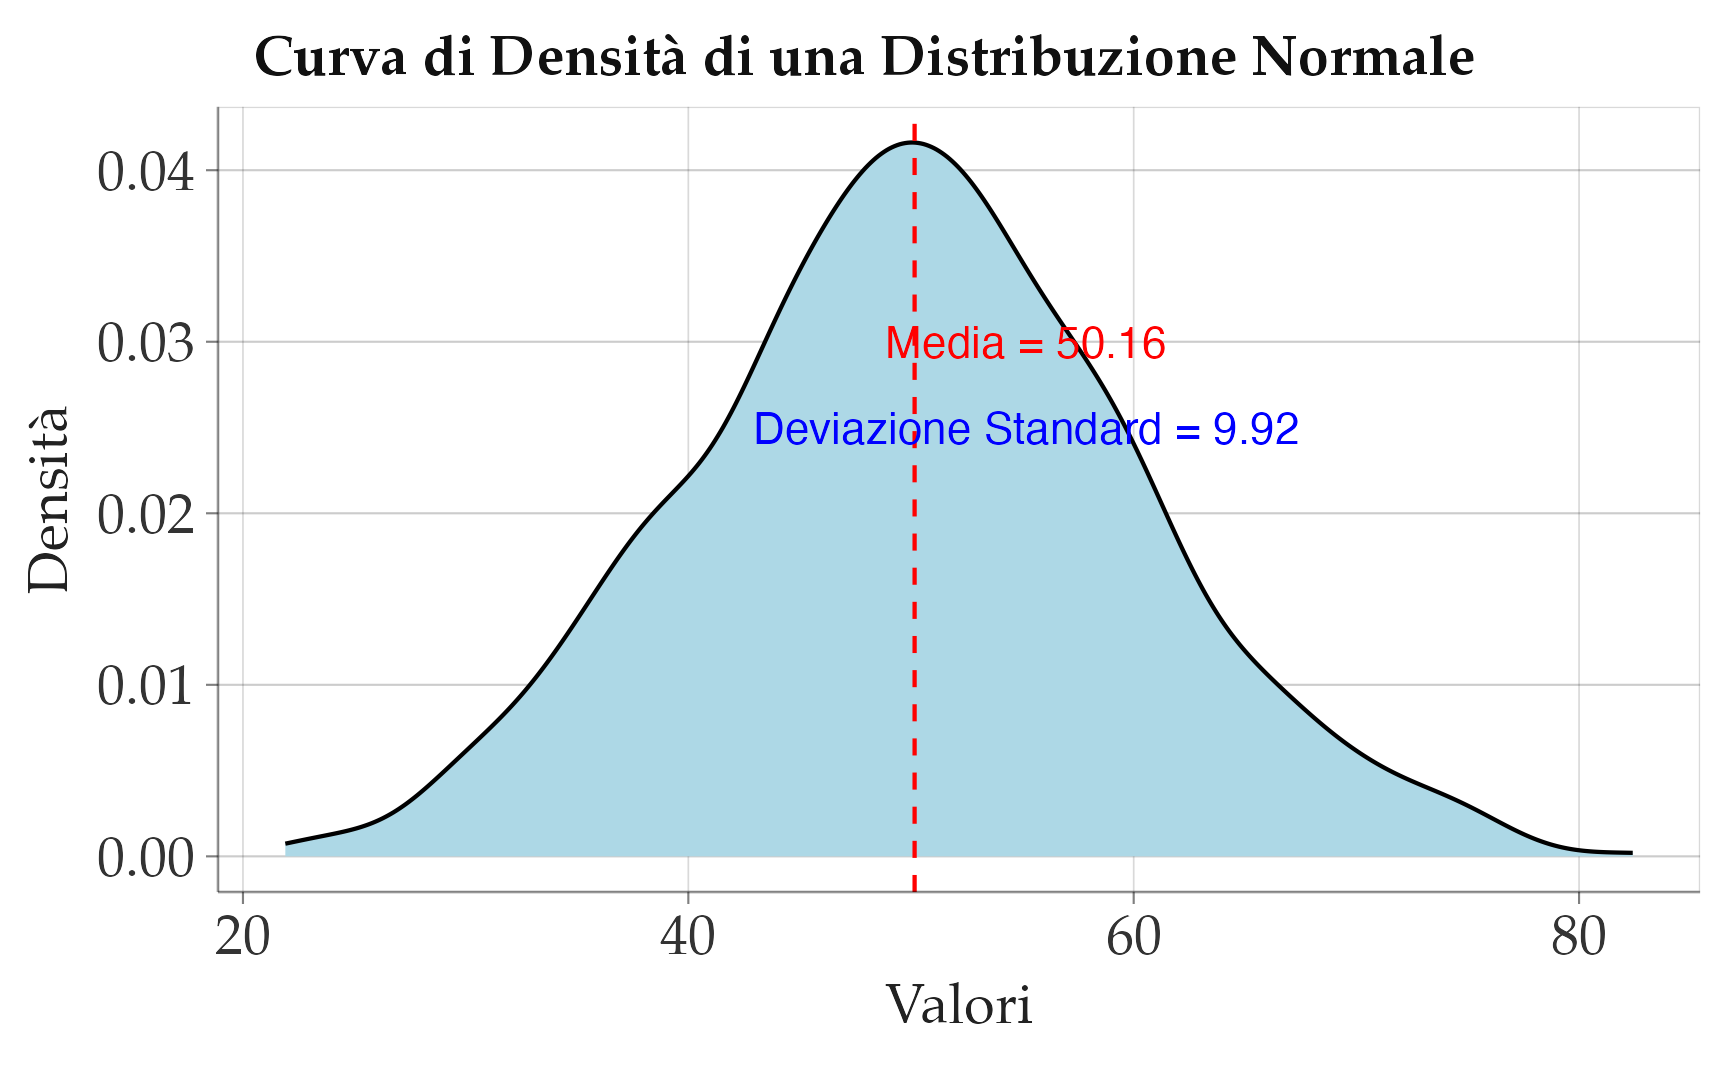 Curva di Densità di una Distribuzione Normale
Densità
0.04
0.03
0.02
0.01
0.00
Media = 50.16
Deviazione Standard = 9.92
20 40 60 80
Valori